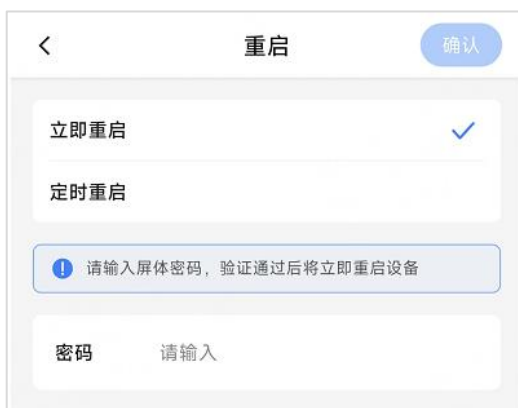 重启
确认
立即重启
定时重启
请输入屏体密码，验证通过后将立即重启设备
密码 请输入